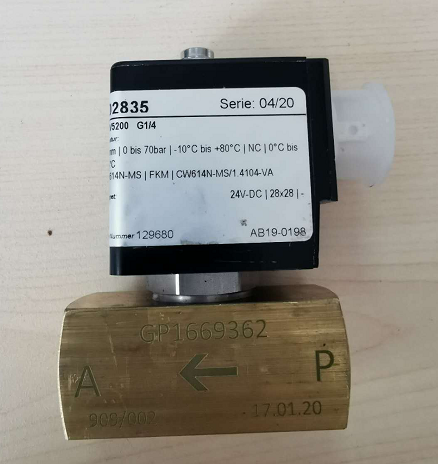 02835 Serie: 04/20
/5200 G1/4
0 bis 70bar | -10°C bis +80°C | NC | 0°C bis
°C
614N-MS | FKM | CW614N-MS/1.4104-VA
24V-DC | 28x28 | -
Nummer 129680 AB19-0198
GP1669362
A ← P
17.01.20